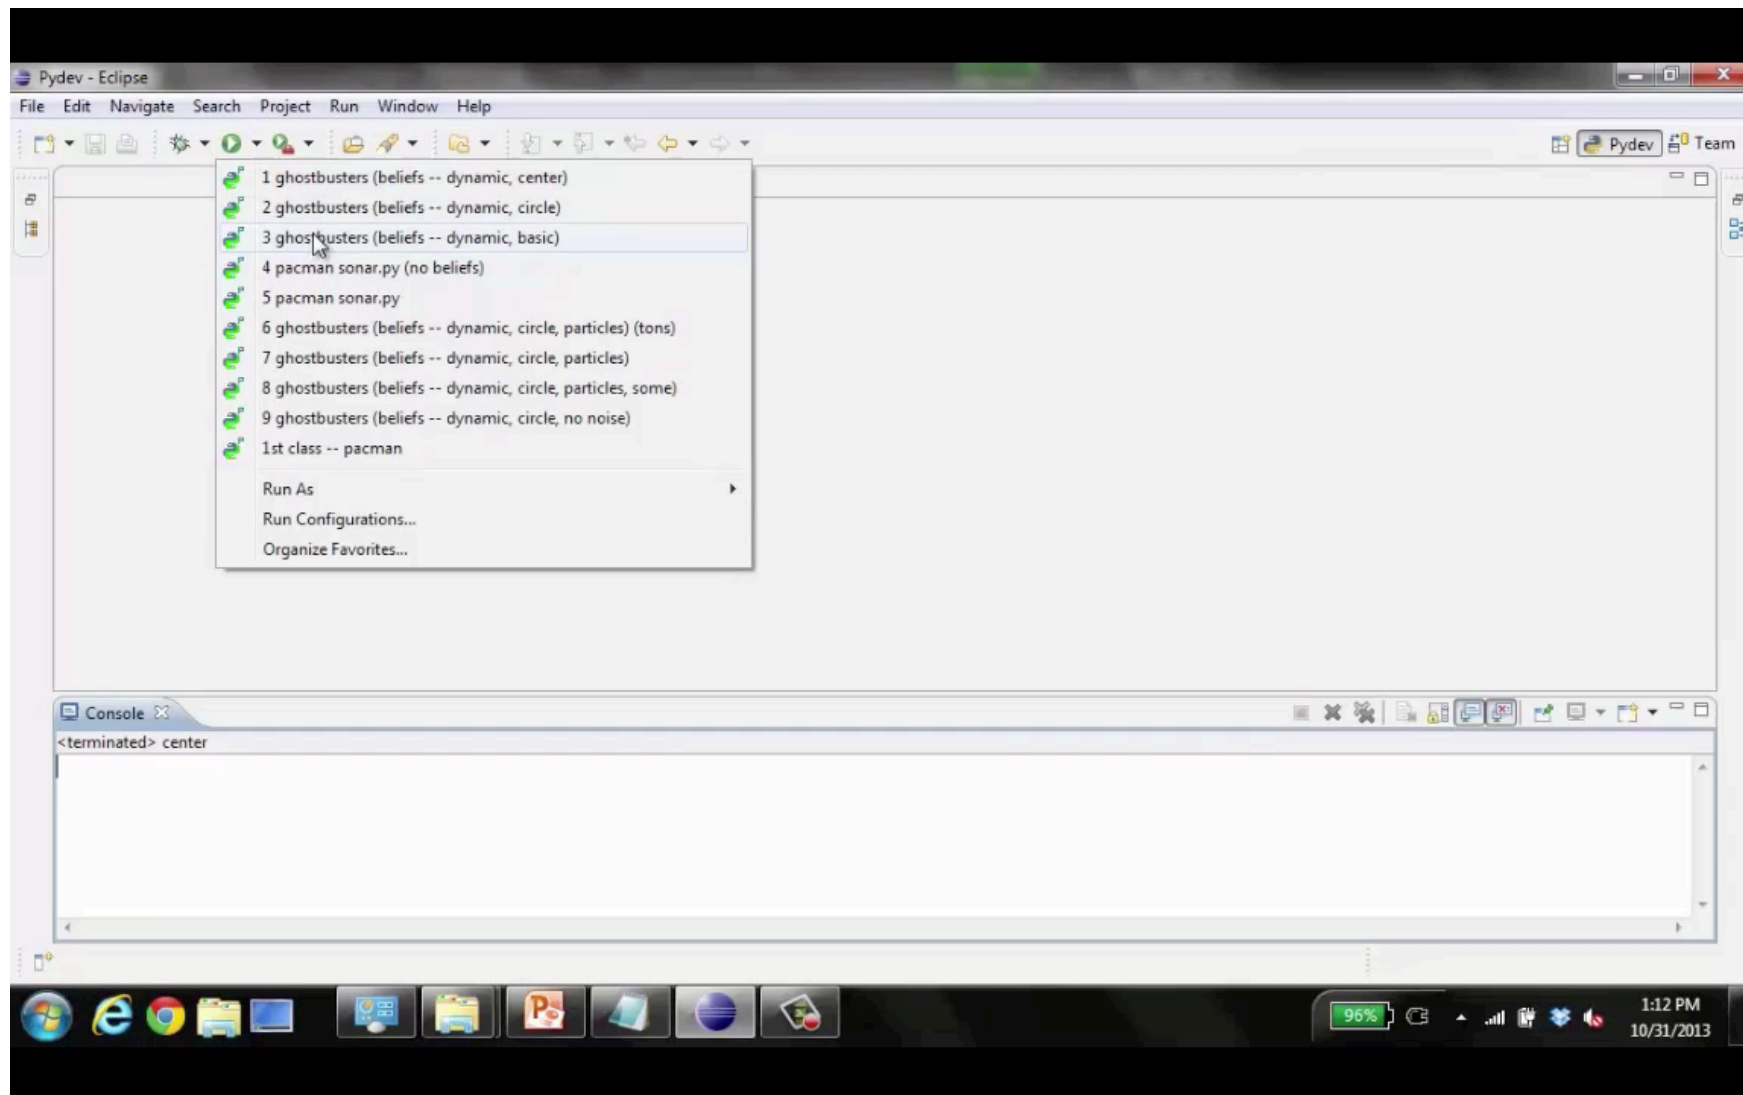 Pydev - Eclipse
File Edit Navigate Search Project Run Window Help
Pydev Team
1 ghostbusters (beliefs -- dynamic, center)
2 ghostbusters (beliefs -- dynamic, circle)
3 ghostbusters (beliefs -- dynamic, basic)
4 pacman sonar.py (no beliefs)
5 pacman sonar.py
6 ghostbusters (beliefs -- dynamic, circle, particles) (tons)
7 ghostbusters (beliefs -- dynamic, circle, particles)
8 ghostbusters (beliefs -- dynamic, circle, particles, some)
9 ghostbusters (beliefs -- dynamic, circle, no noise)
1st class -- pacman
Run As
Run Configurations...
Organize Favorites...
Console
<terminated> center
96%
1:12 PM
10/31/2013